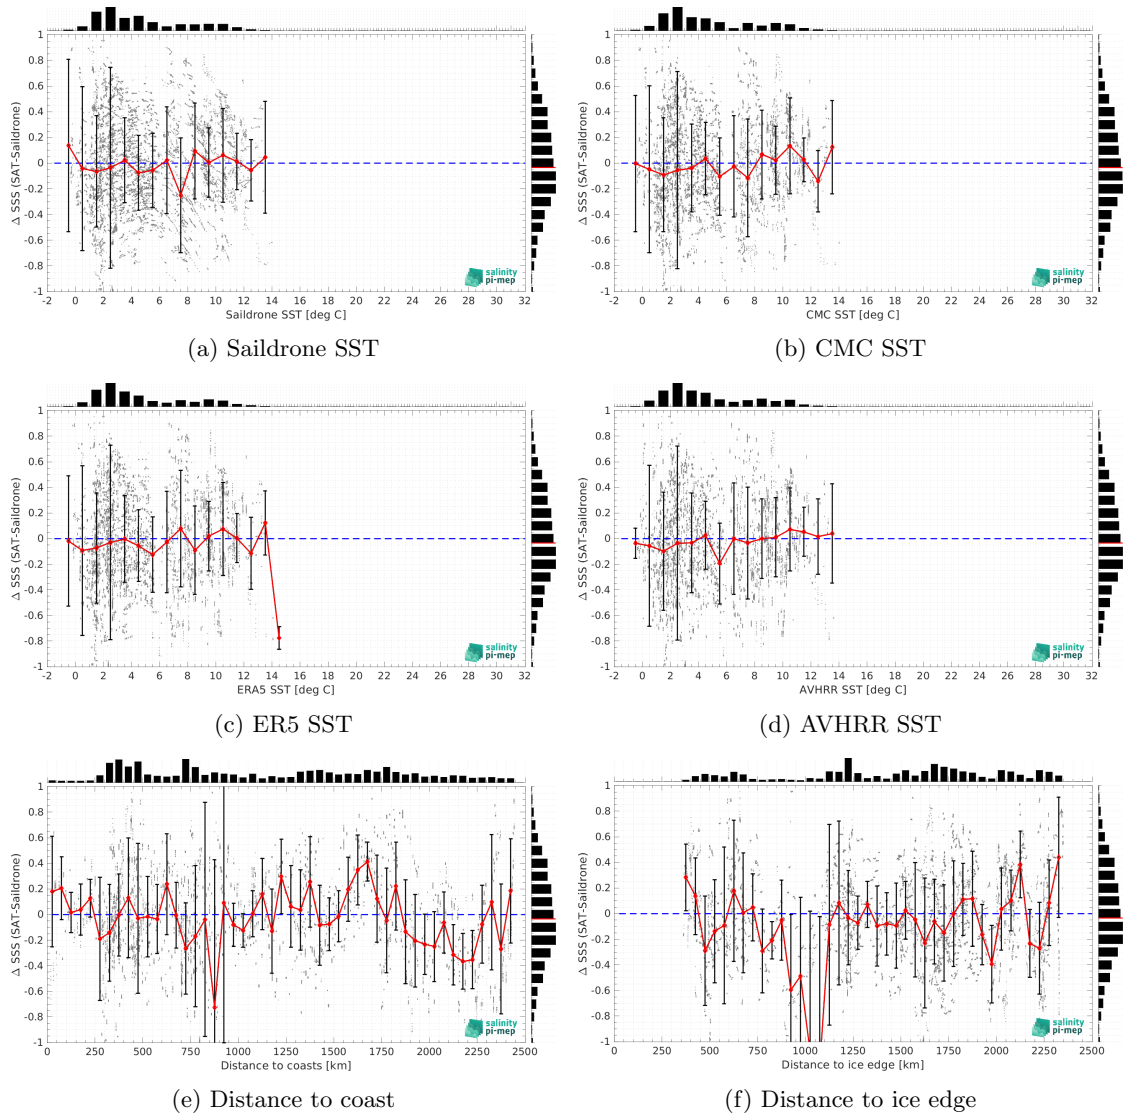 1
0.8
0.6
0.4
0.2
0
-0.2
-0.4
-0.6
-0.8
-1
Δ SSS (SAT-Saildrone)
salinity
pi-mep
-2 0 2 4 6 8 10 12 14 16 18 20 22 24 26 28 30 32
Saildrone SST [deg C]
(a) Saildrone SST
1
0.8
0.6
0.4
0.2
0
-0.2
-0.4
-0.6
-0.8
-1
Δ SSS (SAT-Saildrone)
salinity
pi-mep
-2 0 2 4 6 8 10 12 14 16 18 20 22 24 26 28 30 32
CMC SST [deg C]
(b) CMC SST
1
0.8
0.6
0.4
0.2
0
-0.2
-0.4
-0.6
-0.8
-1
Δ SSS (SAT-Saildrone)
salinity
pi-mep
-2 0 2 4 6 8 10 12 14 16 18 20 22 24 26 28 30 32
ERA5 SST [deg C]
(c) ER5 SST
1
0.8
0.6
0.4
0.2
0
-0.2
-0.4
-0.6
-0.8
-1
Δ SSS (SAT-Saildrone)
salinity
pi-mep
-2 0 2 4 6 8 10 12 14 16 18 20 22 24 26 28 30 32
AVHRR SST [deg C]
(d) AVHRR SST
1
0.8
0.6
0.4
0.2
0
-0.2
-0.4
-0.6
-0.8
-1
Δ SSS (SAT-Saildrone)
salinity
pi-mep
0 250 500 750 1000 1250 1500 1750 2000 2250 2500
Distance to coasts [km]
(e) Distance to coast
1
0.8
0.6
0.4
0.2
0
-0.2
-0.4
-0.6
-0.8
-1
Δ SSS (SAT-Saildrone)
salinity
pi-mep
0 250 500 750 1000 1250 1500 1750 2000 2250 2500
Distance to ice edge [km]
(f) Distance to ice edge